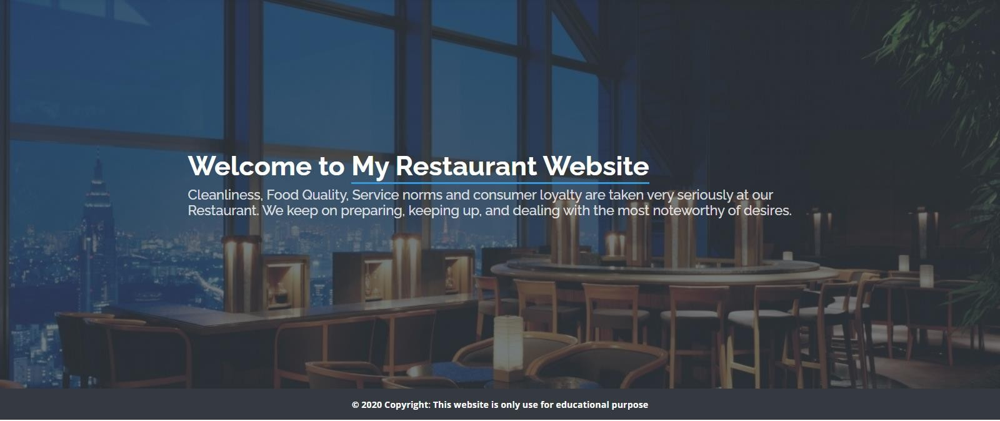 Welcome to My Restaurant Website
Cleanliness, Food Quality, Service norms and consumer loyalty are taken very seriously at our
Restaurant. We keep on preparing, keeping up, and dealing with the most noteworthy of desires.
© 2020 Copyright: This website is only use for educational purpose